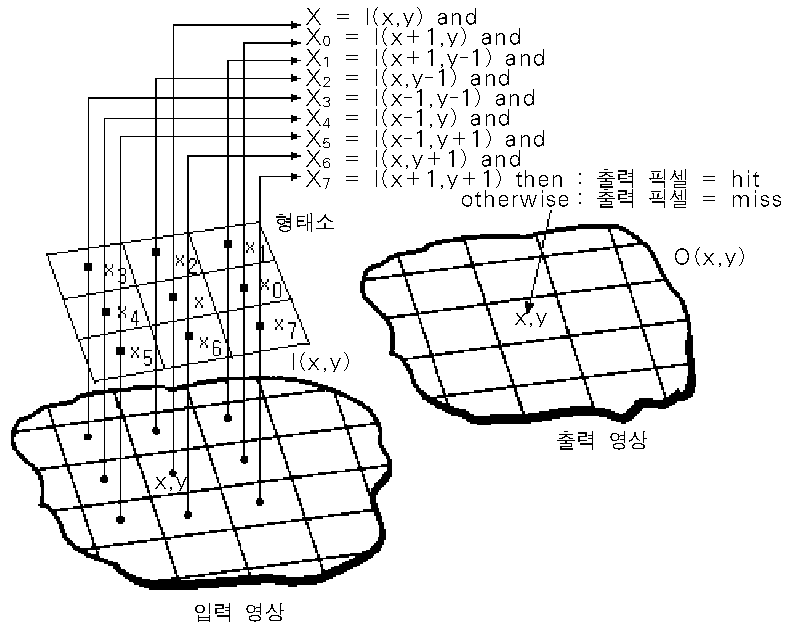 X = I(x,y) and
X₀ = I(x+1,y) and
X₁ = I(x+1,y-1) and
X₂ = I(x,y-1) and
X₃ = I(x-1,y-1) and
X₄ = I(x-1,y) and
X₅ = I(x-1,y+1) and
X₆ = I(x,y+1) and
X₇ = I(x+1,y+1) then : 출력 픽셀 = hit
otherwise : 출력 픽셀 = miss
형태소
x₃ x₂ x₁
x₄ x x₀
x₅ x₆ x₇
I(x,y)
O(x,y)
x,y
출력 영상
x,y
입력 영상